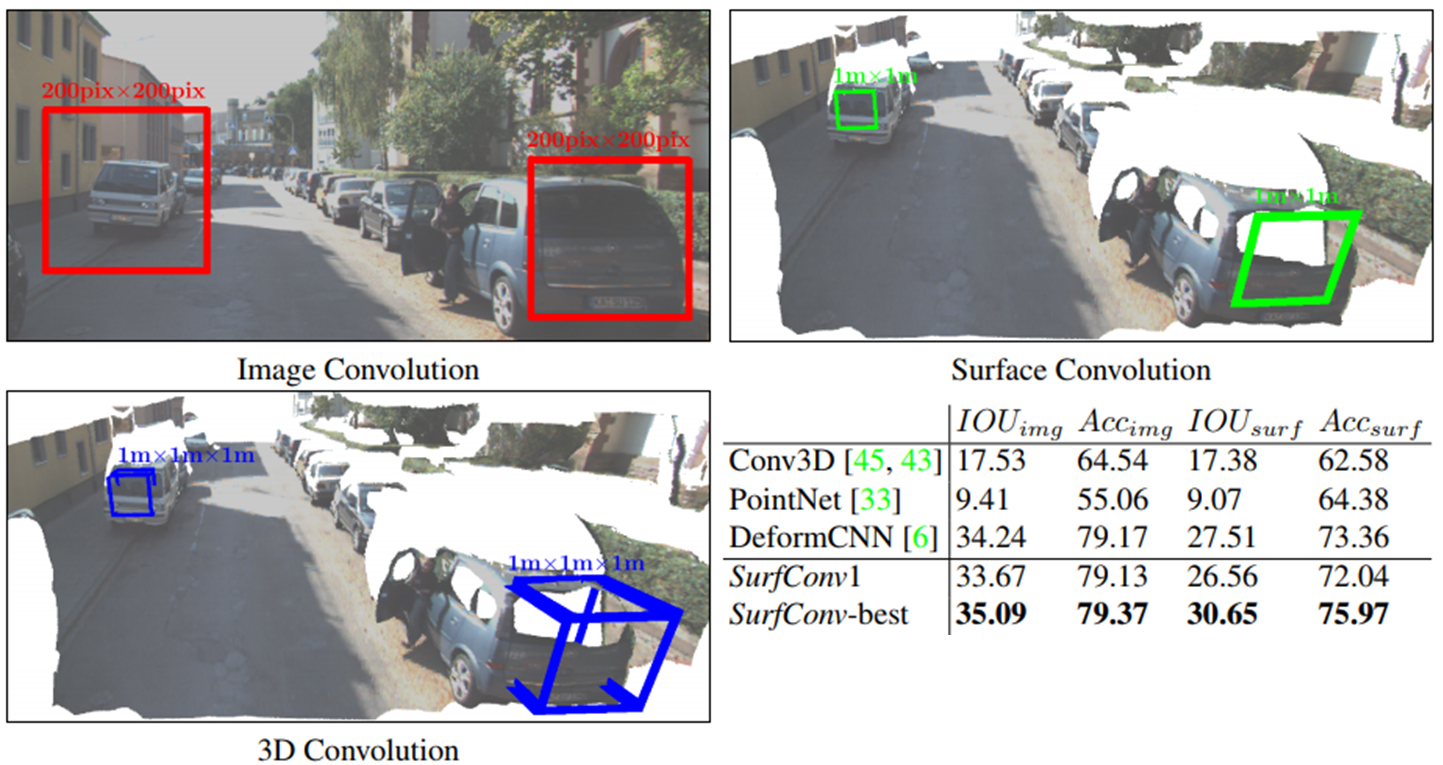 200pix×200pix
200pix×200pix
Image Convolution
1m×1m
1m×1m
Surface Convolution
1m×1m×1m
1m×1m×1m
3D Convolution
IOU_img Acc_img IOU_surf Acc_surf
Conv3D [45, 43] 17.53 64.54 17.38 62.58
PointNet [33] 9.41 55.06 9.07 64.38
DeformCNN [6] 34.24 79.17 27.51 73.36
SurfConv1 33.67 79.13 26.56 72.04
SurfConv-best 35.09 79.37 30.65 75.97